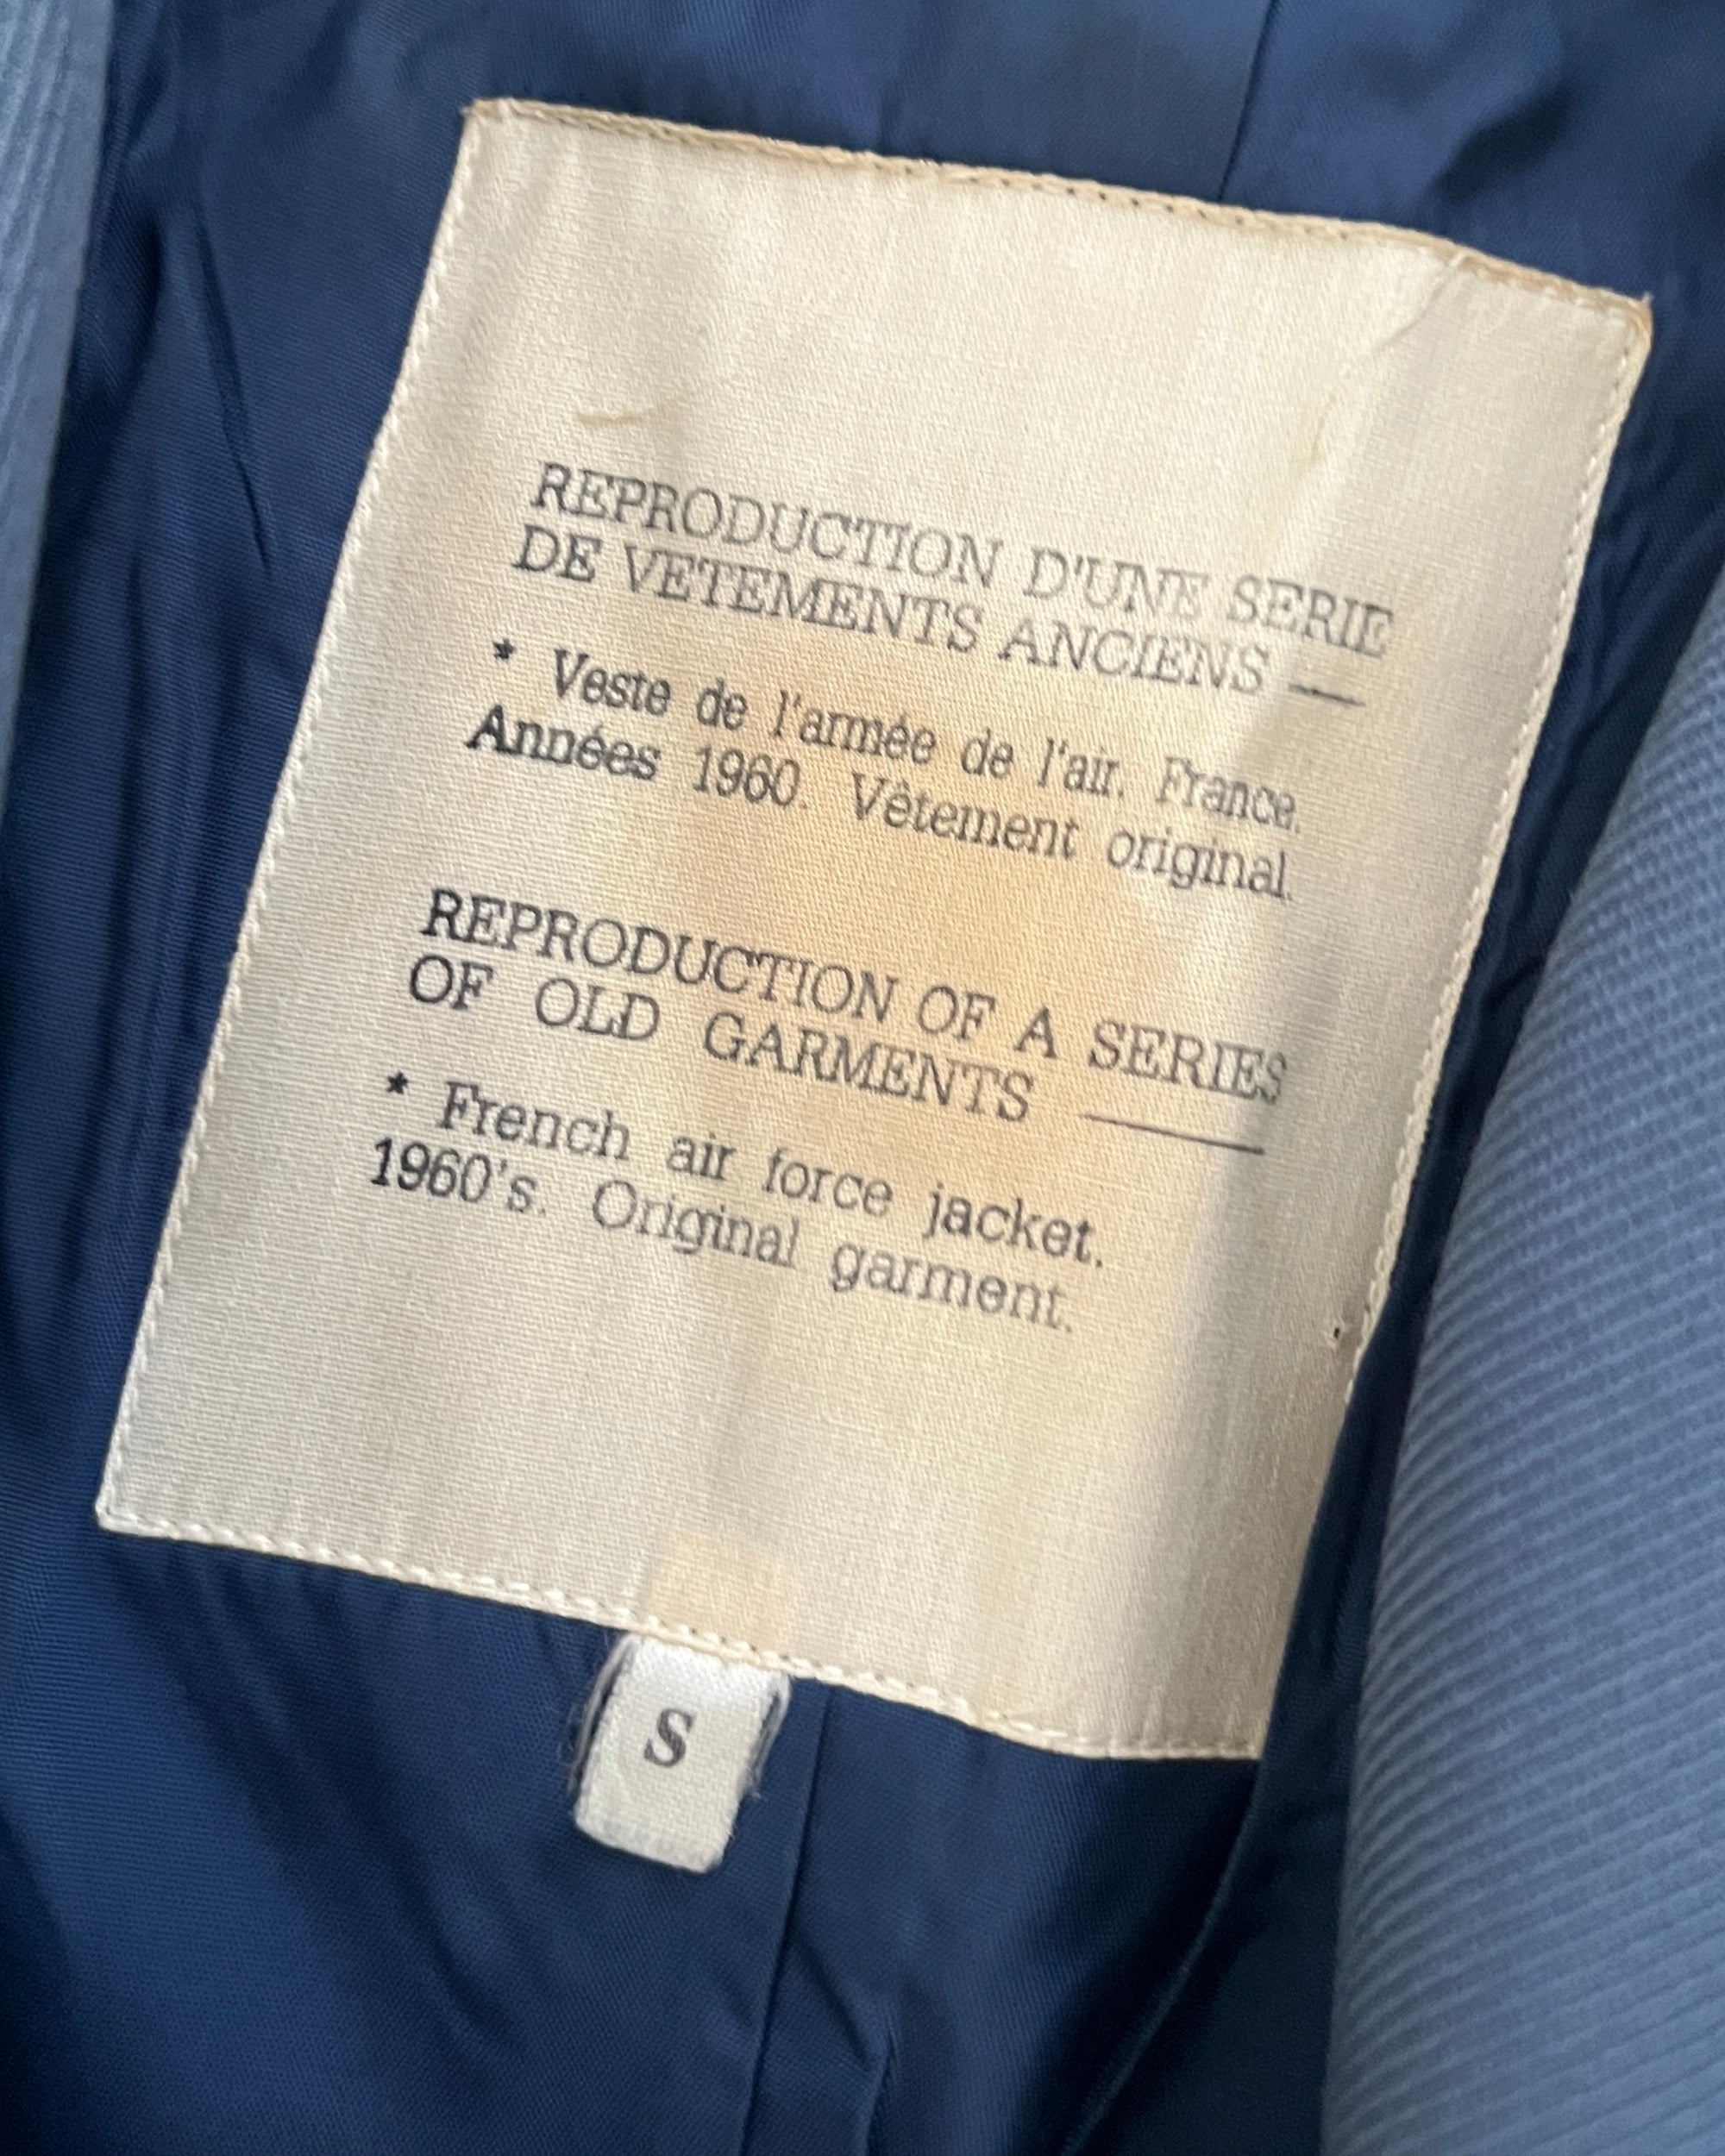 REPRODUCTION D'UNE SERIE
DE VETEMENTS ANCIENS —
* Veste de l'armée de l'air. France.
Années 1960. Vêtement original.
REPRODUCTION OF A SERIES
OF OLD GARMENTS —
* French air force jacket.
1960's. Original garment.
S